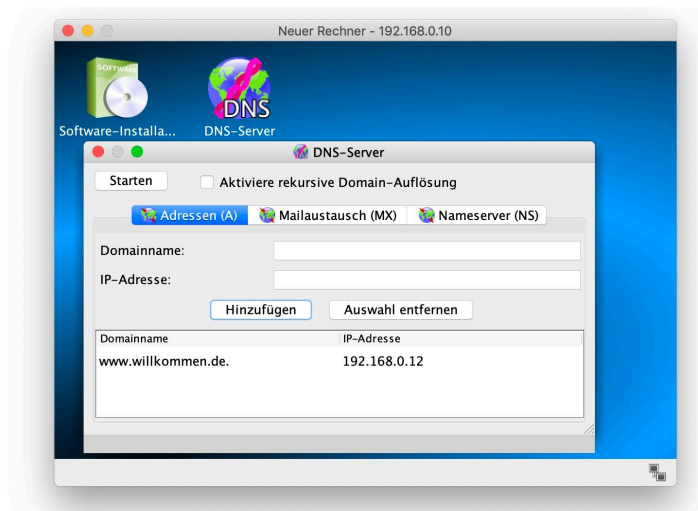 Neuer Rechner - 192.168.0.10
SOFTWARE
DNS
Software-Installa...
DNS-Server
DNS-Server
Starten
Aktiviere rekursive Domain-Auflösung
Adressen (A)
Mailaustausch (MX)
Nameserver (NS)
Domainname:
IP-Adresse:
Hinzufügen
Auswahl entfernen
Domainname
IP-Adresse
www.willkommen.de.
192.168.0.12